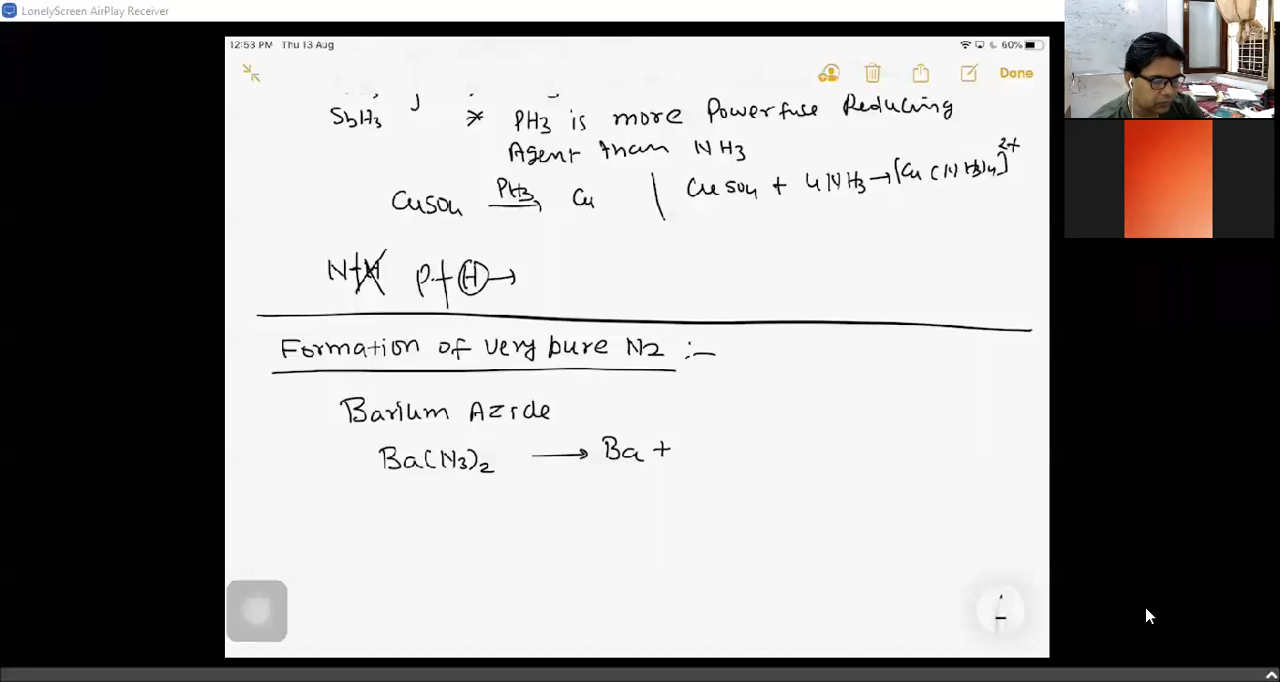 LonelyScreen AirPlay Receiver
12:53 PM Thu 13 Aug
60%
Done
SbH3 * PH3 is more Powerfuse Reducing
Agent than NH3
CuSO4 PH3 → Cu | CuSO4 + 4NH3 → [Cu(NH3)4]2+
N+H P+H →
Formation of very bure N2 :-
Barium Azide
Ba(N3)2 → Ba +